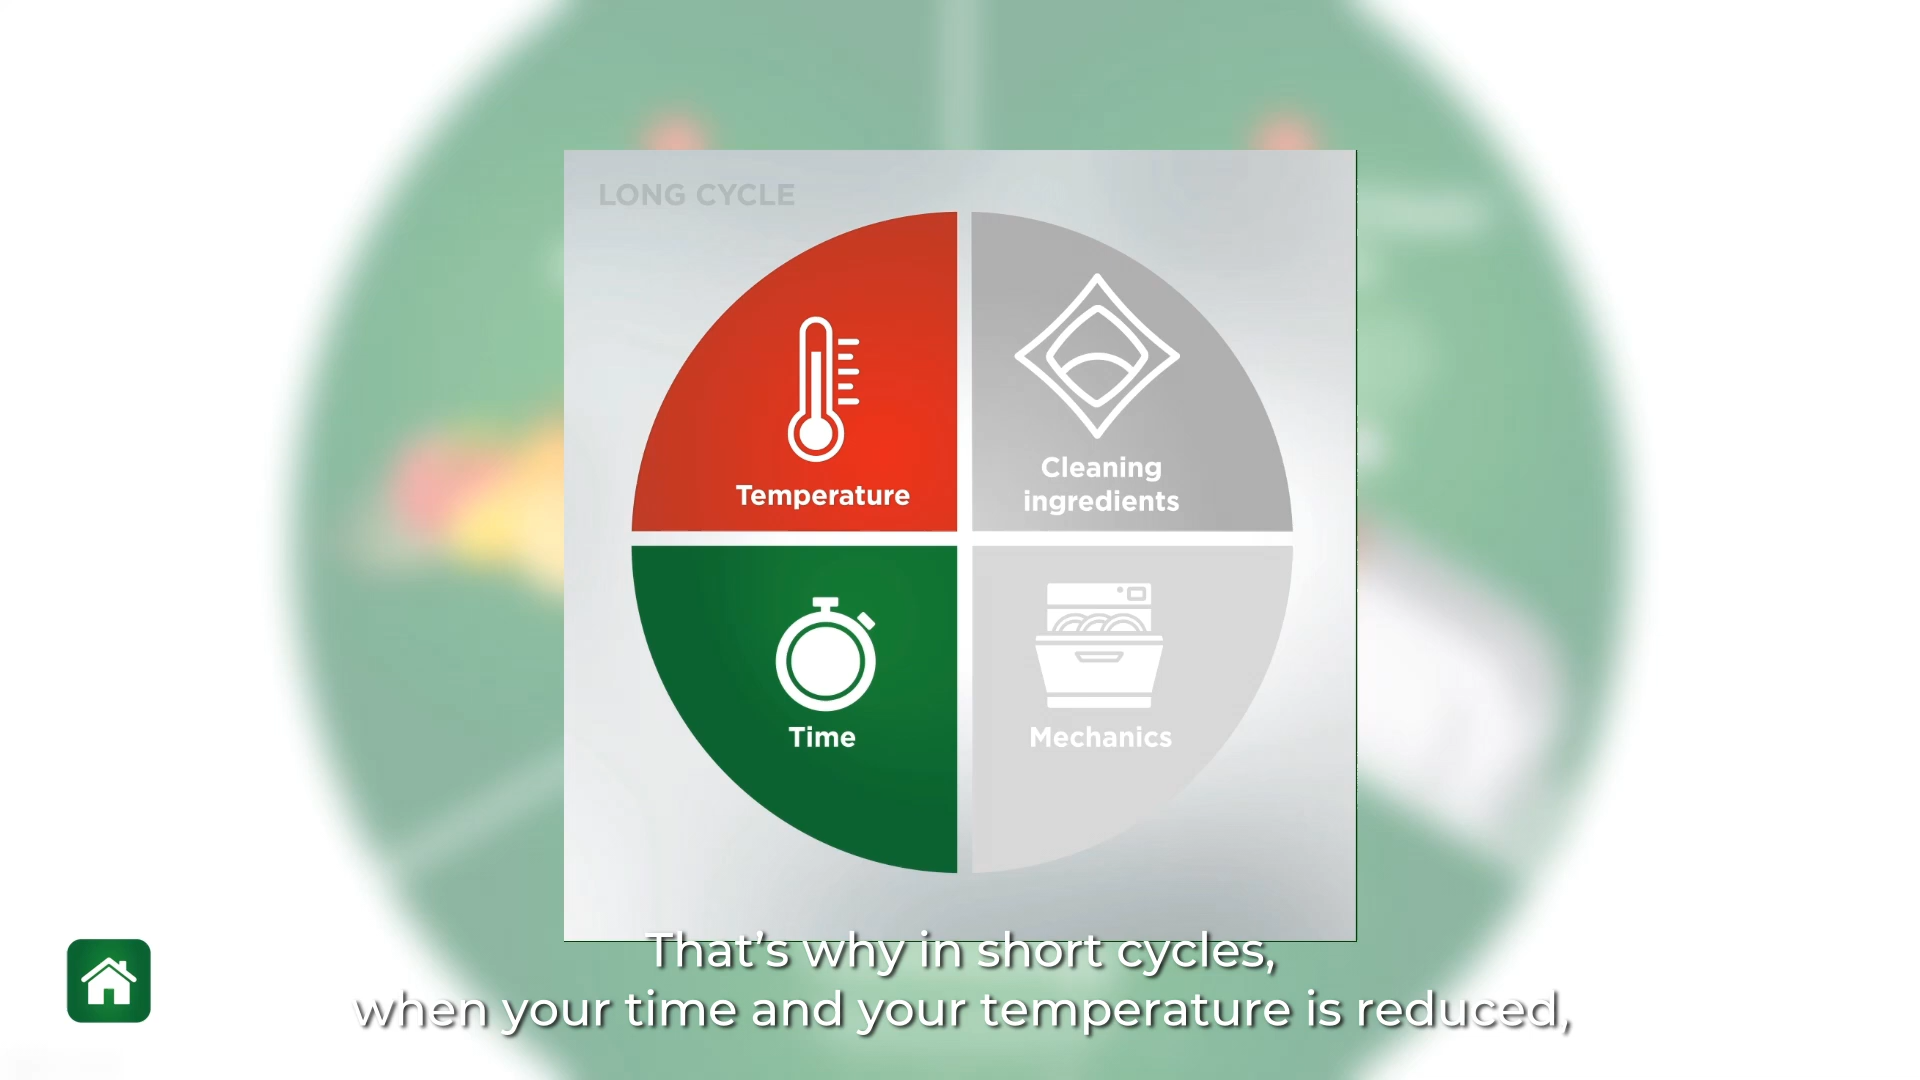 LONG CYCLE
Temperature
Cleaning
ingredients
Time
Mechanics
That's why in short cycles,
when your time and your temperature is reduced,